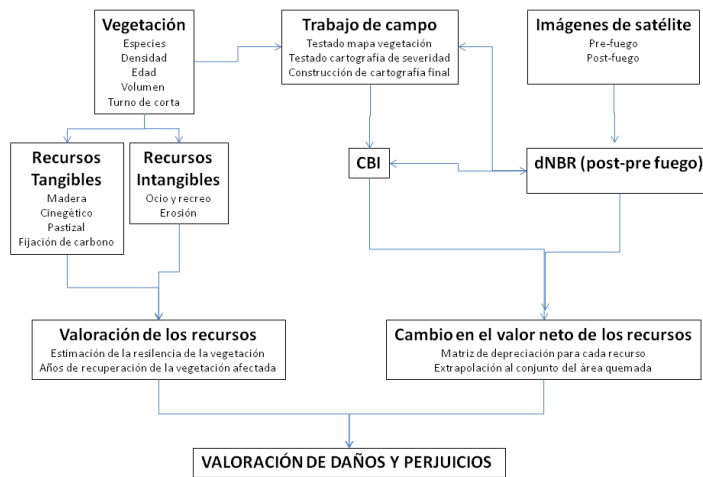 Vegetación
Especies
Densidad
Edad
Volumen
Turno de corta
Trabajo de campo
Testado mapa vegetación
Testado cartografía de severidad
Construcción de cartografía final
Imágenes de satélite
Pre-fuego
Post-fuego
Recursos
Tangibles
Madera
Cinegético
Pastizal
Fijación de carbono
Recursos
Intangibles
Ocio y recreo
Erosión
CBI
dNBR (post-pre fuego)
Valoración de los recursos
Estimación de la resilencia de la vegetación
Años de recuperación de la vegetación afectada
Cambio en el valor neto de los recursos
Matriz de depreciación para cada recurso
Extrapolación al conjunto del área quemada
VALORACIÓN DE DAÑOS Y PERJUICIOS